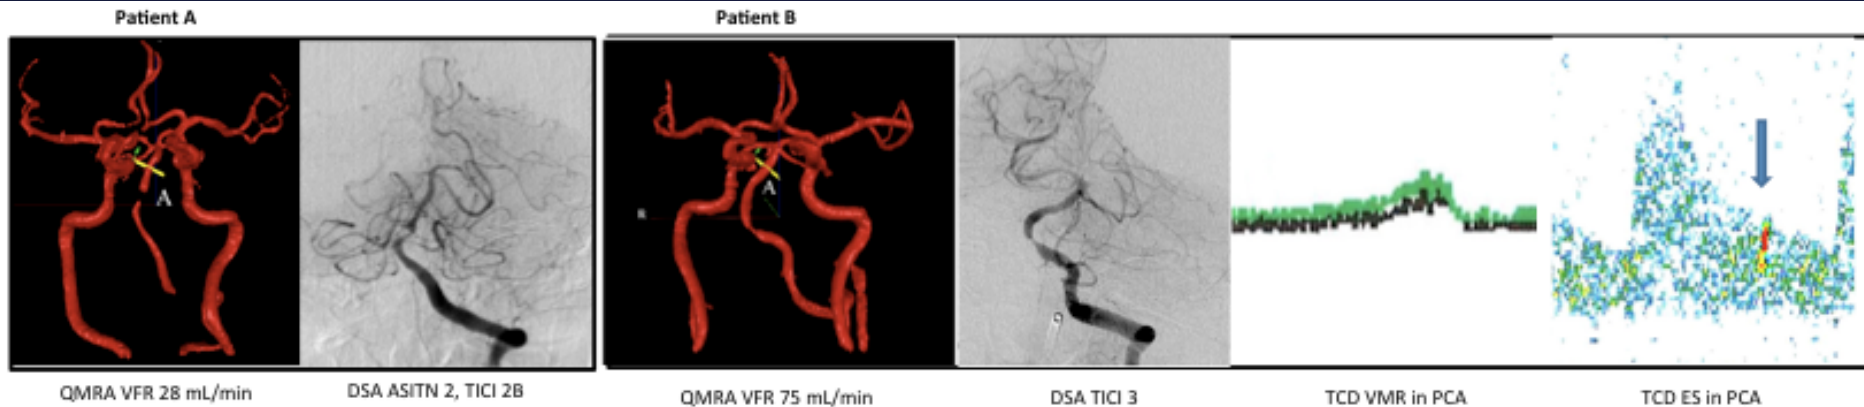 Patient A
Patient B
A
A
R
QMRA VFR 28 mL/min
DSA ASITN 2, TICI 2B
QMRA VFR 75 mL/min
DSA TICI 3
TCD VMR in PCA
TCD ES in PCA